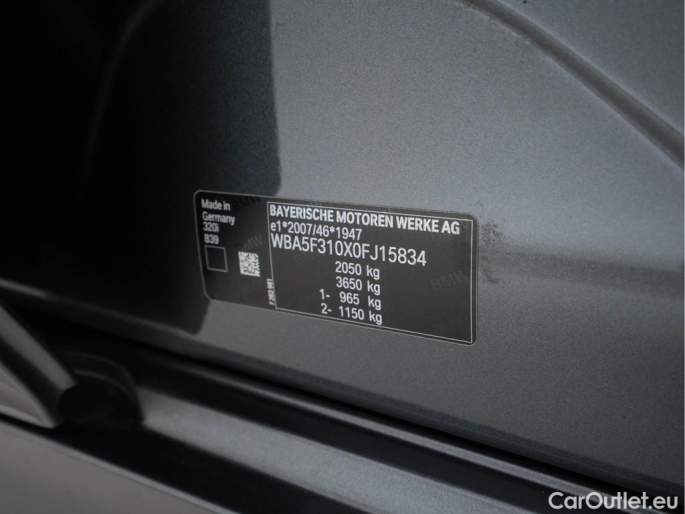 Made in
Germany
320i
B39
BAYERISCHE MOTOREN WERKE AG
e1*2007/46*1947
WBA5F310X0FJ15834
2050 kg
3650 kg
1- 965 kg
2- 1150 kg
CarOutlet.eu